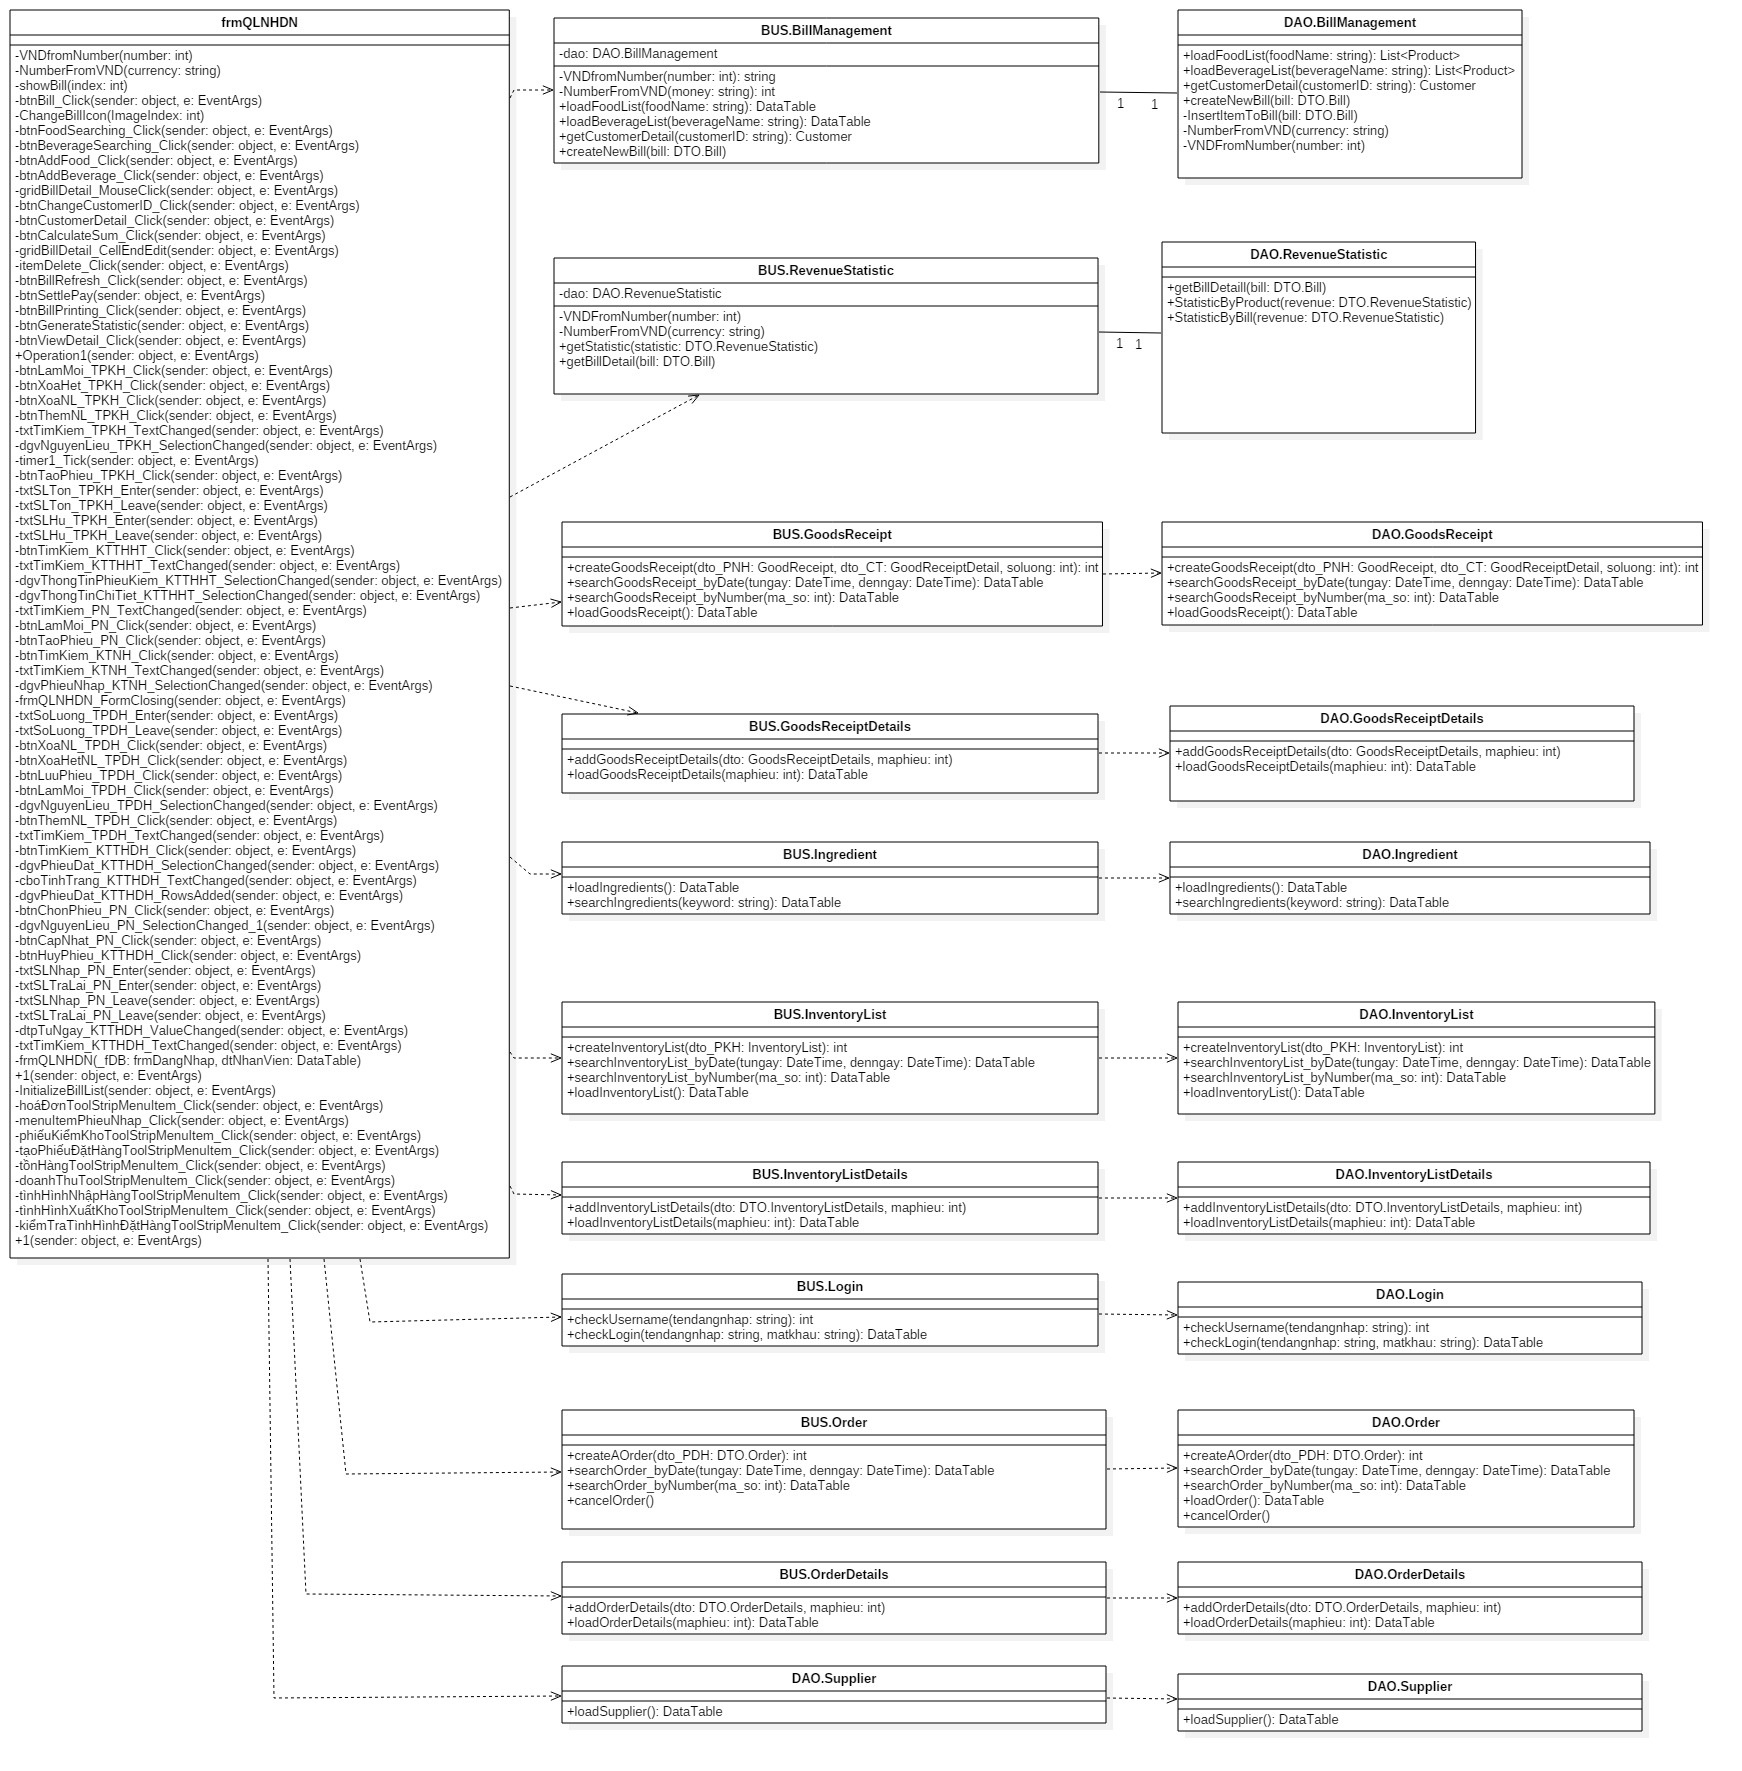 frmQLNHDN
-VNDfromNumber(number: int)
-NumberFromVND(currency: string)
-showBill(index: int)
-btnBill_Click(sender: object, e: EventArgs)
-ChangeBillIcon(ImageIndex: int)
-btnFoodSearching_Click(sender: object, e: EventArgs)
-btnBeverageSearching_Click(sender: object, e: EventArgs)
-btnAddFood_Click(sender: object, e: EventArgs)
-btnAddBeverage_Click(sender: object, e: EventArgs)
-gridBillDetail_MouseClick(sender: object, e: EventArgs)
-btnChangeCustomerID_Click(sender: object, e: EventArgs)
-btnCustomerDetail_Click(sender: object, e: EventArgs)
-btnCalculateSum_Click(sender: object, e: EventArgs)
-gridBillDetail_CellEndEdit(sender: object, e: EventArgs)
-itemDelete_Click(sender: object, e: EventArgs)
-btnBillRefresh_Click(sender: object, e: EventArgs)
-btnSettlePay(sender: object, e: EventArgs)
-btnBillPrinting_Click(sender: object, e: EventArgs)
-btnGenerateStatistic(sender: object, e: EventArgs)
-btnViewDetail_Click(sender: object, e: EventArgs)
+Operation1(sender: object, e: EventArgs)
-btnLamMoi_TPKH_Click(sender: object, e: EventArgs)
-btnXoaHet_TPKH_Click(sender: object, e: EventArgs)
-btnXoaNL_TPKH_Click(sender: object, e: EventArgs)
-btnThemNL_TPKH_Click(sender: object, e: EventArgs)
-txtTimKiem_TPKH_TextChanged(sender: object, e: EventArgs)
-dgvNguyenLieu_TPKH_SelectionChanged(sender: object, e: EventArgs)
-timer1_Tick(sender: object, e: EventArgs)
-btnTaoPhieu_TPKH_Click(sender: object, e: EventArgs)
-txtSLTon_TPKH_Enter(sender: object, e: EventArgs)
-txtSLTon_TPKH_Leave(sender: object, e: EventArgs)
-txtSLHu_TPKH_Enter(sender: object, e: EventArgs)
-txtSLHu_TPKH_Leave(sender: object, e: EventArgs)
-btnTimKiem_KTTHHT_Click(sender: object, e: EventArgs)
-txtTimKiem_KTTHHT_TextChanged(sender: object, e: EventArgs)
-dgvThongTinPhieuKiem_KTTHHT_SelectionChanged(sender: object, e: EventArgs)
-dgvThongTinChiTiet_KTTHHT_SelectionChanged(sender: object, e: EventArgs)
-txtTimKiem_PN_TextChanged(sender: object, e: EventArgs)
-btnLamMoi_PN_Click(sender: object, e: EventArgs)
-btnTaoPhieu_PN_Click(sender: object, e: EventArgs)
-btnTimKiem_KTNH_Click(sender: object, e: EventArgs)
-txtTimKiem_KTNH_TextChanged(sender: object, e: EventArgs)
-dgvPhieuNhap_KTNH_SelectionChanged(sender: object, e: EventArgs)
-frmQLNHDN_FormClosing(sender: object, e: EventArgs)
-txtSoLuong_TPDH_Enter(sender: object, e: EventArgs)
-txtSoLuong_TPDH_Leave(sender: object, e: EventArgs)
-btnXoaNL_TPDH_Click(sender: object, e: EventArgs)
-btnXoaHetNL_TPDH_Click(sender: object, e: EventArgs)
-btnLuuPhieu_TPDH_Click(sender: object, e: EventArgs)
-btnLamMoi_TPDH_Click(sender: object, e: EventArgs)
-dgvNguyenLieu_TPDH_SelectionChanged(sender: object, e: EventArgs)
-btnThemNL_TPDH_Click(sender: object, e: EventArgs)
-txtTimKiem_TPDH_TextChanged(sender: object, e: EventArgs)
-btnTimKiem_KTTHDH_Click(sender: object, e: EventArgs)
-dgvPhieuDat_KTTHDH_SelectionChanged(sender: object, e: EventArgs)
-cboTinhTrang_KTTHDH_TextChanged(sender: object, e: EventArgs)
-dgvPhieuDat_KTTHDH_RowsAdded(sender: object, e: EventArgs)
-btnChonPhieu_PN_Click(sender: object, e: EventArgs)
-dgvNguyenLieu_PN_SelectionChanged_1(sender: object, e: EventArgs)
-btnCapNhat_PN_Click(sender: object, e: EventArgs)
-btnHuyPhieu_KTTHDH_Click(sender: object, e: EventArgs)
-txtSLNhap_PN_Enter(sender: object, e: EventArgs)
-txtSLTraLai_PN_Enter(sender: object, e: EventArgs)
-txtSLNhap_PN_Leave(sender: object, e: EventArgs)
-txtSLTraLai_PN_Leave(sender: object, e: EventArgs)
-dtpTuNgay_KTTHDH_ValueChanged(sender: object, e: EventArgs)
-txtTimKiem_KTTHDH_TextChanged(sender: object, e: EventArgs)
-frmQLNHDN(_fDB: frmDangNhap, dtNhanVien: DataTable)
+1(sender: object, e: EventArgs)
-InitializeBillList(sender: object, e: EventArgs)
-hoáĐơnToolStripMenuItem_Click(sender: object, e: EventArgs)
-menuItemPhieuNhap_Click(sender: object, e: EventArgs)
-phiếuKiểmKhoToolStripMenuItem_Click(sender: object, e: EventArgs)
-tạoPhiếuĐặtHàngToolStripMenuItem_Click(sender: object, e: EventArgs)
-tồnHàngToolStripMenuItem_Click(sender: object, e: EventArgs)
-doanhThuToolStripMenuItem_Click(sender: object, e: EventArgs)
-tìnhHìnhNhậpHàngToolStripMenuItem_Click(sender: object, e: EventArgs)
-tìnhHìnhXuấtKhoToolStripMenuItem_Click(sender: object, e: EventArgs)
-kiểmTraTìnhHìnhĐặtHàngToolStripMenuItem_Click(sender: object, e: EventArgs)
+1(sender: object, e: EventArgs)
BUS.BillManagement
-dao: DAO.BillManagement
-VNDfromNumber(number: int): string
-NumberFromVND(money: string): int
+loadFoodList(foodName: string): DataTable
+loadBeverageList(beverageName: string): DataTable
+getCustomerDetail(customerID: string): Customer
+createNewBill(bill: DTO.Bill)
1 1
DAO.BillManagement
+loadFoodList(foodName: string): List<Product>
+loadBeverageList(beverageName: string): List<Product>
+getCustomerDetail(customerID: string): Customer
+createNewBill(bill: DTO.Bill)
-InsertItemToBill(bill: DTO.Bill)
-NumberFromVND(currency: string)
-VNDFromNumber(number: int)
BUS.RevenueStatistic
-dao: DAO.RevenueStatistic
-VNDFromNumber(number: int)
-NumberFromVND(currency: string)
+getStatistic(statistic: DTO.RevenueStatistic)
+getBillDetail(bill: DTO.Bill)
1 1
DAO.RevenueStatistic
+getBillDetaill(bill: DTO.Bill)
+StatisticByProduct(revenue: DTO.RevenueStatistic)
+StatisticByBill(revenue: DTO.RevenueStatistic)
BUS.GoodsReceipt
+createGoodsReceipt(dto_PNH: GoodReceipt, dto_CT: GoodReceiptDetail, soluong: int): int
+searchGoodsReceipt_byDate(tungay: DateTime, denngay: DateTime): DataTable
+searchGoodsReceipt_byNumber(ma_so: int): DataTable
+loadGoodsReceipt(): DataTable
DAO.GoodsReceipt
+createGoodsReceipt(dto_PNH: GoodReceipt, dto_CT: GoodReceiptDetail, soluong: int): int
+searchGoodsReceipt_byDate(tungay: DateTime, denngay: DateTime): DataTable
+searchGoodsReceipt_byNumber(ma_so: int): DataTable
+loadGoodsReceipt(): DataTable
BUS.GoodsReceiptDetails
+addGoodsReceiptDetails(dto: GoodsReceiptDetails, maphieu: int)
+loadGoodsReceiptDetails(maphieu: int): DataTable
DAO.GoodsReceiptDetails
+addGoodsReceiptDetails(dto: GoodsReceiptDetails, maphieu: int)
+loadGoodsReceiptDetails(maphieu: int): DataTable
BUS.Ingredient
+loadIngredients(): DataTable
+searchIngredients(keyword: string): DataTable
DAO.Ingredient
+loadIngredients(): DataTable
+searchIngredients(keyword: string): DataTable
BUS.InventoryList
+createInventoryList(dto_PKH: InventoryList): int
+searchInventoryList_byDate(tungay: DateTime, denngay: DateTime): DataTable
+searchInventoryList_byNumber(ma_so: int): DataTable
+loadInventoryList(): DataTable
DAO.InventoryList
+createInventoryList(dto_PKH: InventoryList): int
+searchInventoryList_byDate(tungay: DateTime, denngay: DateTime): DataTable
+searchInventoryList_byNumber(ma_so: int): DataTable
+loadInventoryList(): DataTable
BUS.InventoryListDetails
+addInventoryListDetails(dto: DTO.InventoryListDetails, maphieu: int)
+loadInventoryListDetails(maphieu: int): DataTable
DAO.InventoryListDetails
+addInventoryListDetails(dto: DTO.InventoryListDetails, maphieu: int)
+loadInventoryListDetails(maphieu: int): DataTable
BUS.Login
+checkUsername(tendangnhap: string): int
+checkLogin(tendangnhap: string, matkhau: string): DataTable
DAO.Login
+checkUsername(tendangnhap: string): int
+checkLogin(tendangnhap: string, matkhau: string): DataTable
BUS.Order
+createAOrder(dto_PDH: DTO.Order): int
+searchOrder_byDate(tungay: DateTime, denngay: DateTime): DataTable
+searchOrder_byNumber(ma_so: int): DataTable
+cancelOrder()
DAO.Order
+createAOrder(dto_PDH: DTO.Order): int
+searchOrder_byDate(tungay: DateTime, denngay: DateTime): DataTable
+searchOrder_byNumber(ma_so: int): DataTable
+loadOrder(): DataTable
+cancelOrder()
BUS.OrderDetails
+addOrderDetails(dto: DTO.OrderDetails, maphieu: int)
+loadOrderDetails(maphieu: int): DataTable
DAO.OrderDetails
+addOrderDetails(dto: DTO.OrderDetails, maphieu: int)
+loadOrderDetails(maphieu: int): DataTable
DAO.Supplier
+loadSupplier(): DataTable
DAO.Supplier
+loadSupplier(): DataTable